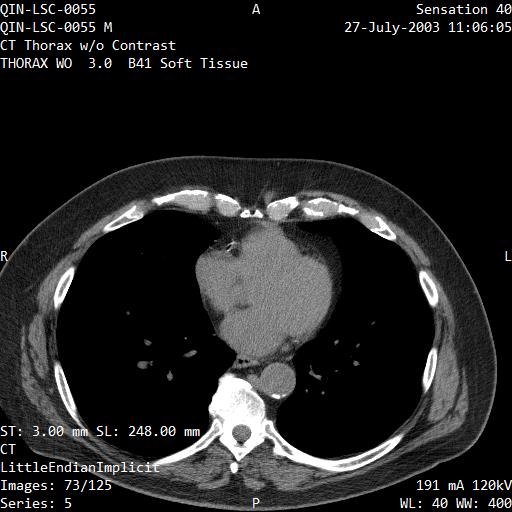 QIN-LSC-0055
A
Sensation 40
QIN-LSC-0055 M
27-July-2003 11:06:05
CT Thorax w/o Contrast
THORAX WO 3.0 B41 Soft Tissue
R
L
ST: 3.00 mm SL: 248.00 mm
CT
LittleEndianImplicit
Images: 73/125
191 mA 120kV
Series: 5
P
WL: 40 WW: 400